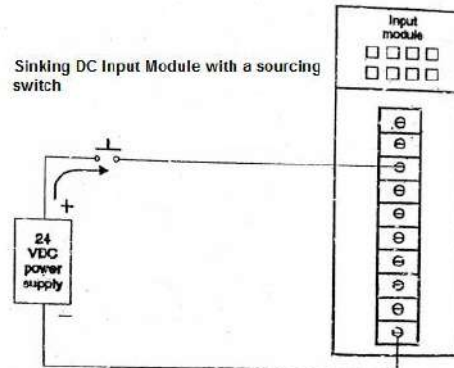 Input
module
Sinking DC Input Module with a sourcing
switch
+
24
VDC
power
supply
−